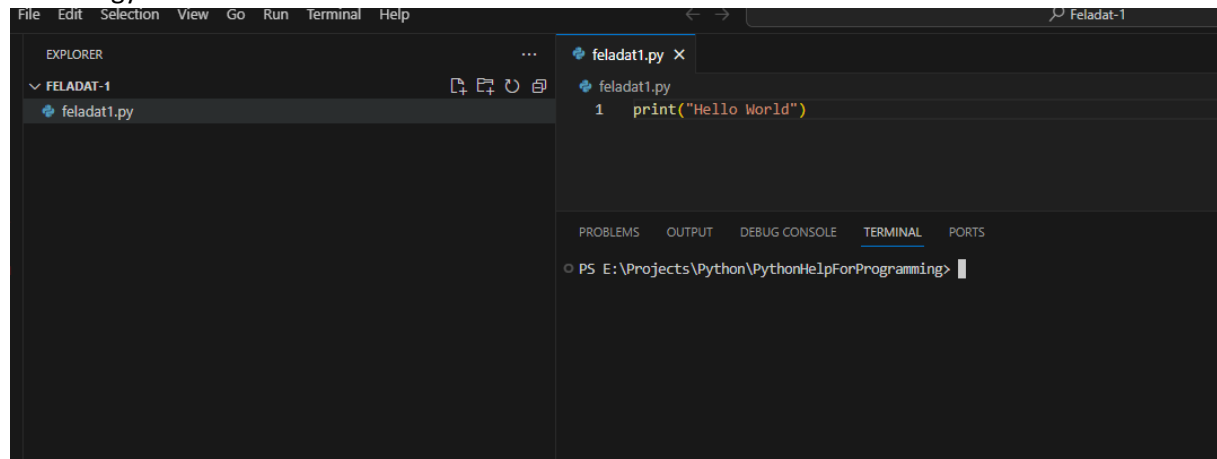 File Edit Selection View Go Run Terminal Help
Feladat-1
EXPLORER
FELADAT-1
feladat1.py
feladat1.py
feladat1.py
1 print("Hello World")
PROBLEMS OUTPUT DEBUG CONSOLE TERMINAL PORTS
PS E:\Projects\Python\PythonHelpForProgramming>